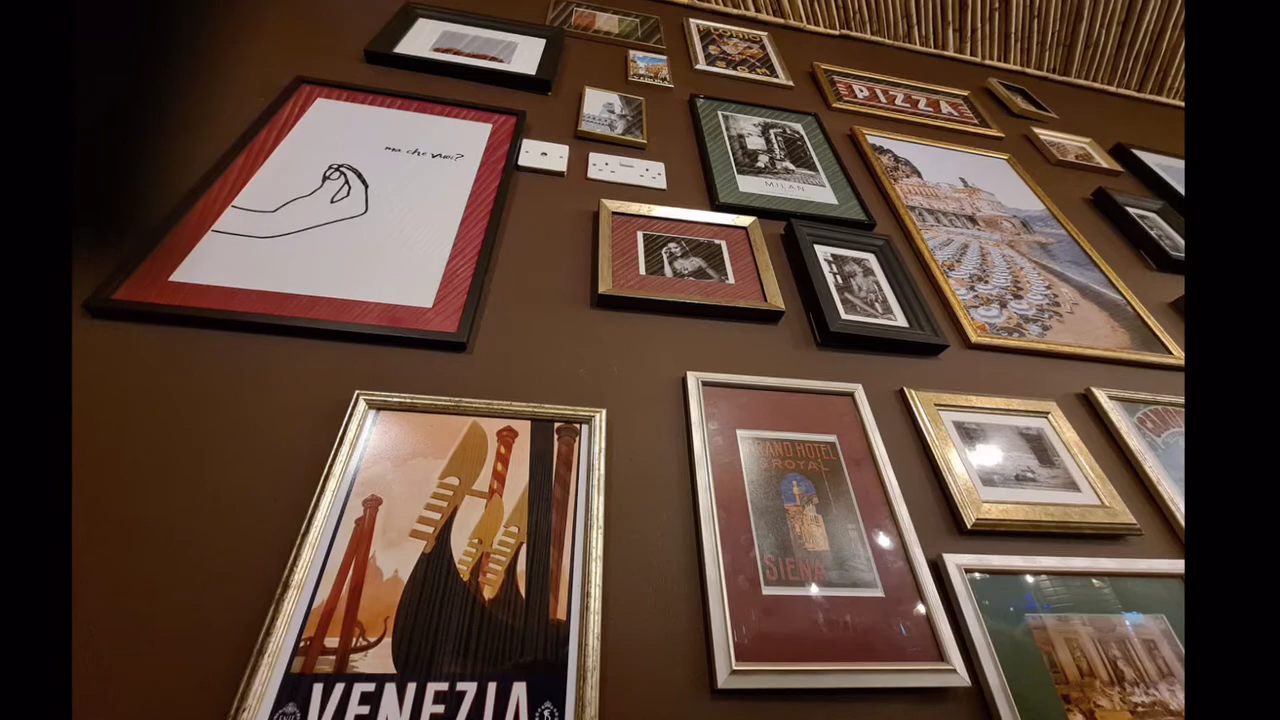 PIZZA
ma che vuoi?
MILAN
GRAND HOTEL
& ROYAL
SIENA
VENEZIA